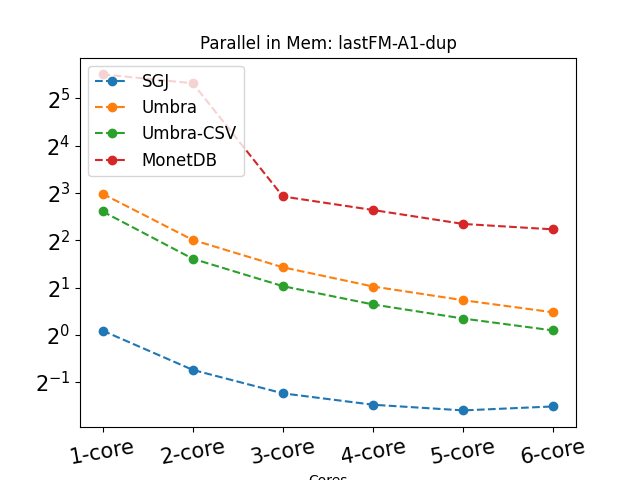 Parallel in Mem: lastFM-A1-dup
SGJ
Umbra
Umbra-CSV
MonetDB
2^5
2^4
2^3
2^2
2^1
2^0
2^-1
1-core 2-core 3-core 4-core 5-core 6-core
Cores